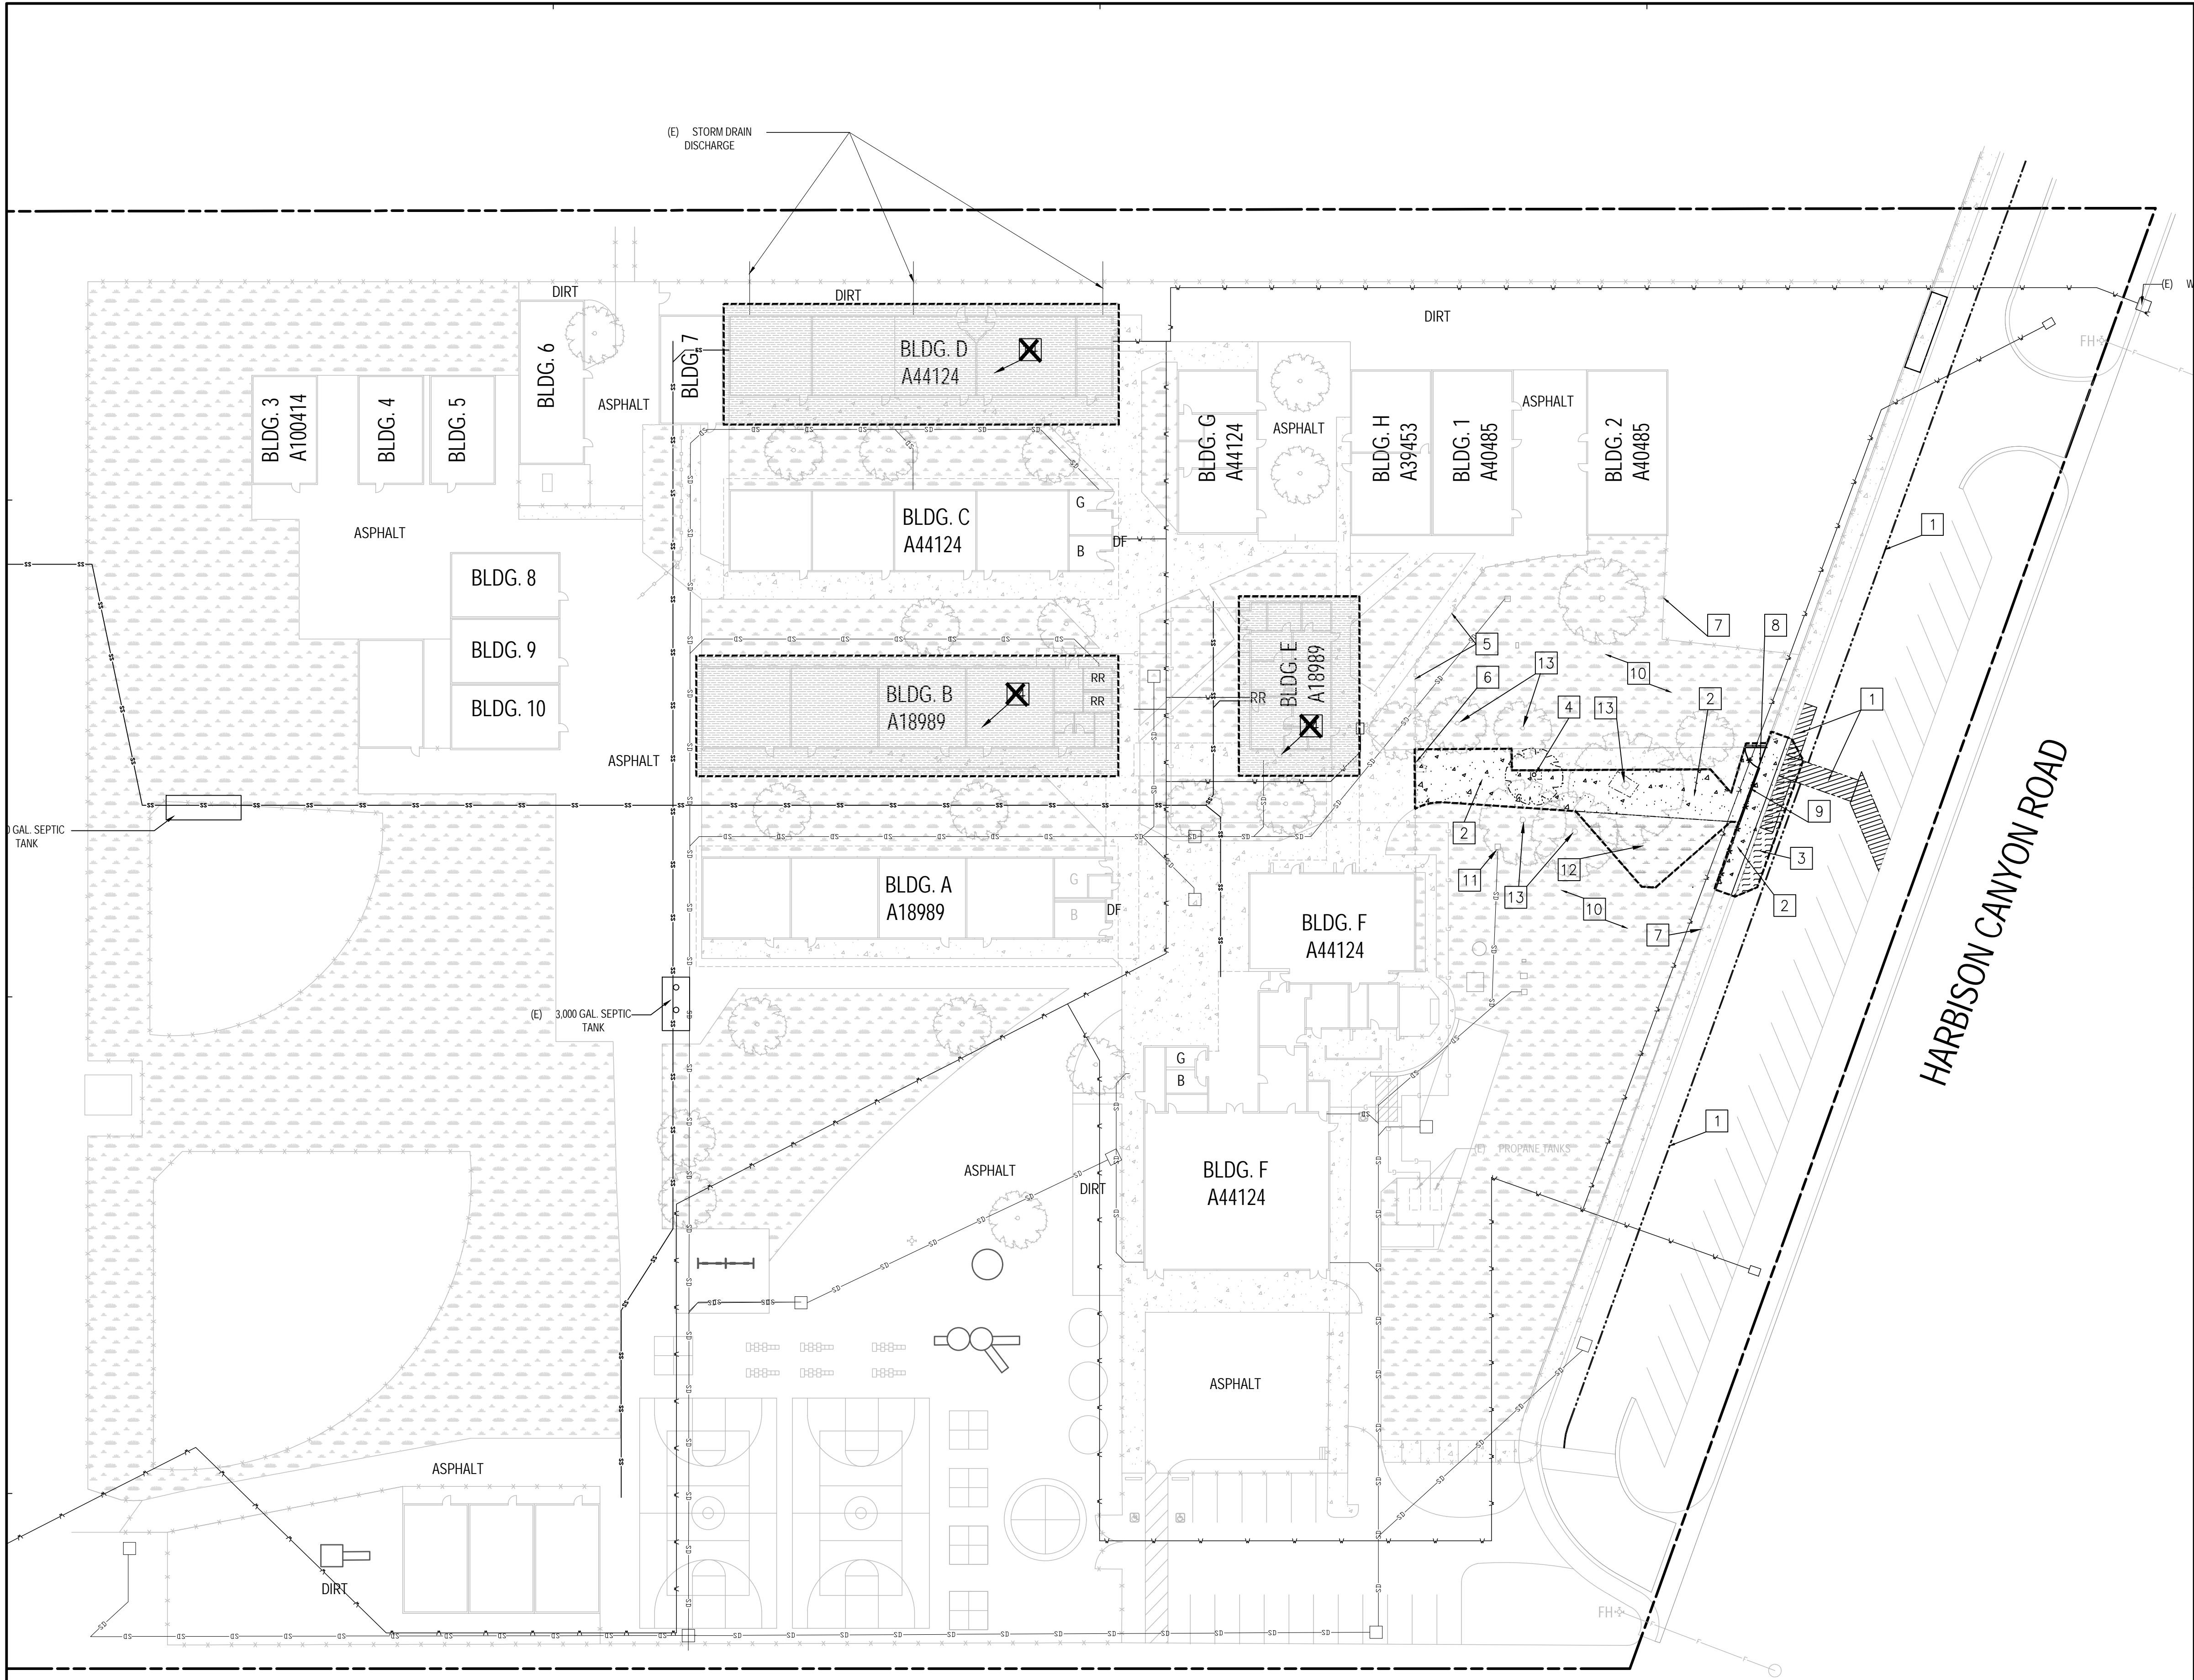 (E) STORM DRAIN
DISCHARGE
(E) W
FH
DIRT
DIRT
DIRT
BLDG. 6
BLDG. 7
BLDG. D
A44124
ASPHALT
BLDG. 3
A100414
BLDG. 4
BLDG. 5
BLDG. G
A44124
ASPHALT
BLDG. H
A39453
BLDG. 1
A40485
ASPHALT
BLDG. 2
A40485
ASPHALT
BLDG. C
A44124
G
B
DF
1
BLDG. 8
BLDG. 9
BLDG. 10
ASPHALT
BLDG. B
A18989
RR
RR
BLDG. E
A18989
RR
5
6
13
4
13
10
2
7
8
1
9
3
2
2
11
13
12
10
7
HARBISON CANYON ROAD
0 GAL. SEPTIC
TANK
BLDG. A
A18989
G
B
DF
BLDG. F
A44124
(E) 3,000 GAL. SEPTIC
TANK
G
B
1
(E) PROPANE TANKS
ASPHALT
DIRT
BLDG. F
A44124
ASPHALT
ASPHALT
DIRT
FH